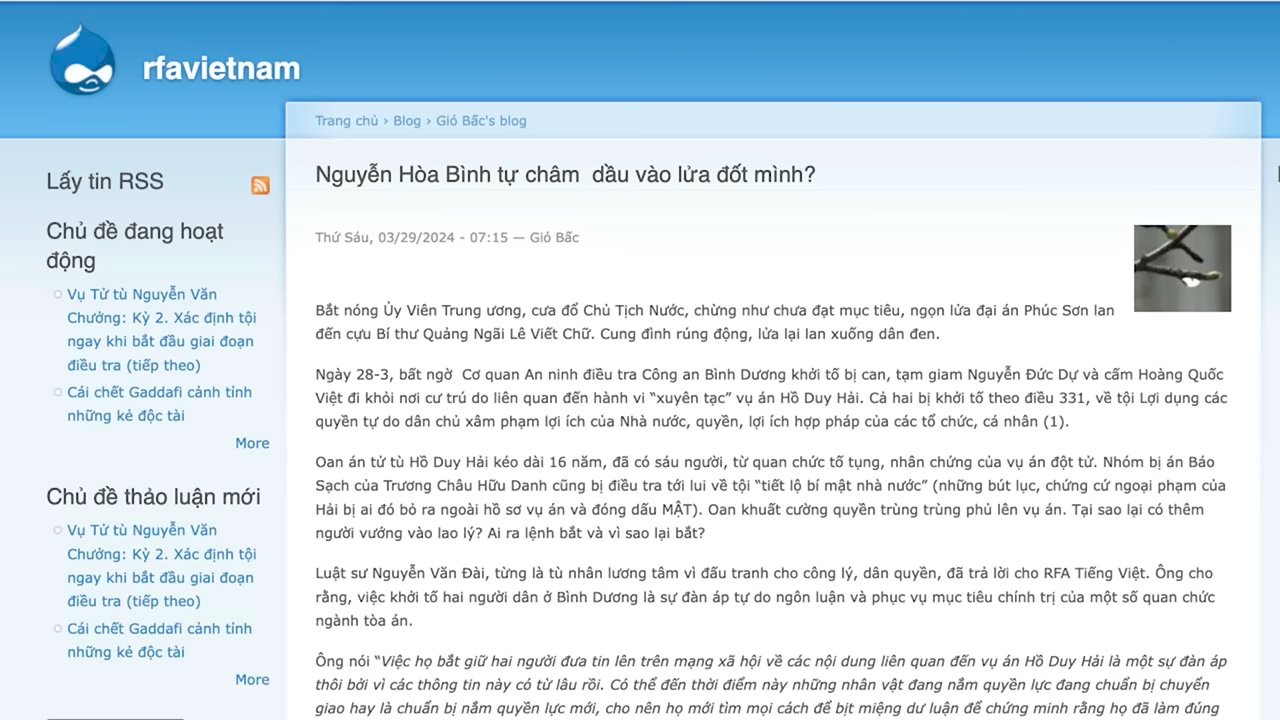 rfavietnam
Trang chủ › Blog › Gió Bấc's blog
Lấy tin RSS
Chủ đề đang hoạt
động
Vụ Tử tù Nguyễn Văn
Chưởng: Kỳ 2. Xác định tội
ngay khi bắt đầu giai đoạn
điều tra (tiếp theo)
Cái chết Gaddafi cảnh tỉnh
những kẻ độc tài
More
Chủ đề thảo luận mới
Vụ Tử tù Nguyễn Văn
Chưởng: Kỳ 2. Xác định tội
ngay khi bắt đầu giai đoạn
điều tra (tiếp theo)
Cái chết Gaddafi cảnh tỉnh
những kẻ độc tài
More
Nguyễn Hòa Bình tự châm  dầu vào lửa đốt mình?
Thứ Sáu, 03/29/2024 - 07:15 — Gió Bấc
Bắt nóng Ủy Viên Trung ương, cưa đổ Chủ Tịch Nước, chừng như chưa đạt mục tiêu, ngọn lửa đại án Phúc Sơn lan
đến cựu Bí thư Quảng Ngãi Lê Viết Chữ. Cung đình rúng động, lửa lại lan xuống dân đen.
Ngày 28-3, bất ngờ  Cơ quan An ninh điều tra Công an Bình Dương khởi tố bị can, tạm giam Nguyễn Đức Dự và cấm Hoàng Quốc
Việt đi khỏi nơi cư trú do liên quan đến hành vi “xuyên tạc” vụ án Hồ Duy Hải. Cả hai bị khởi tố theo điều 331, về tội Lợi dụng các
quyền tự do dân chủ xâm phạm lợi ích của Nhà nước, quyền, lợi ích hợp pháp của các tổ chức, cá nhân (1).
Oan án tử tù Hồ Duy Hải kéo dài 16 năm, đã có sáu người, từ quan chức tố tụng, nhân chứng của vụ án đột tử. Nhóm bị án Báo
Sạch của Trương Châu Hữu Danh cũng bị điều tra tới lui về tội “tiết lộ bí mật nhà nước” (những bút lục, chứng cứ ngoại phạm của
Hải bị ai đó bỏ ra ngoài hồ sơ vụ án và đóng dấu MẬT). Oan khuất cường quyền trùng trùng phủ lên vụ án. Tại sao lại có thêm
người vướng vào lao lý? Ai ra lệnh bắt và vì sao lại bắt?
Luật sư Nguyễn Văn Đài, từng là tù nhân lương tâm vì đấu tranh cho công lý, dân quyền, đã trả lời cho RFA Tiếng Việt. Ông cho
rằng, việc khởi tố hai người dân ở Bình Dương là sự đàn áp tự do ngôn luận và phục vụ mục tiêu chính trị của một số quan chức
ngành tòa án.
Ông nói “Việc họ bắt giữ hai người đưa tin lên trên mạng xã hội về các nội dung liên quan đến vụ án Hồ Duy Hải là một sự đàn áp
thôi bởi vì các thông tin này có từ lâu rồi. Có thể đến thời điểm này những nhân vật đang nắm quyền lực đang chuẩn bị chuyển
giao hay là chuẩn bị nắm quyền lực mới, cho nên họ mới tìm mọi cách để bịt miệng dư luận để chứng minh rằng họ đã làm đúng